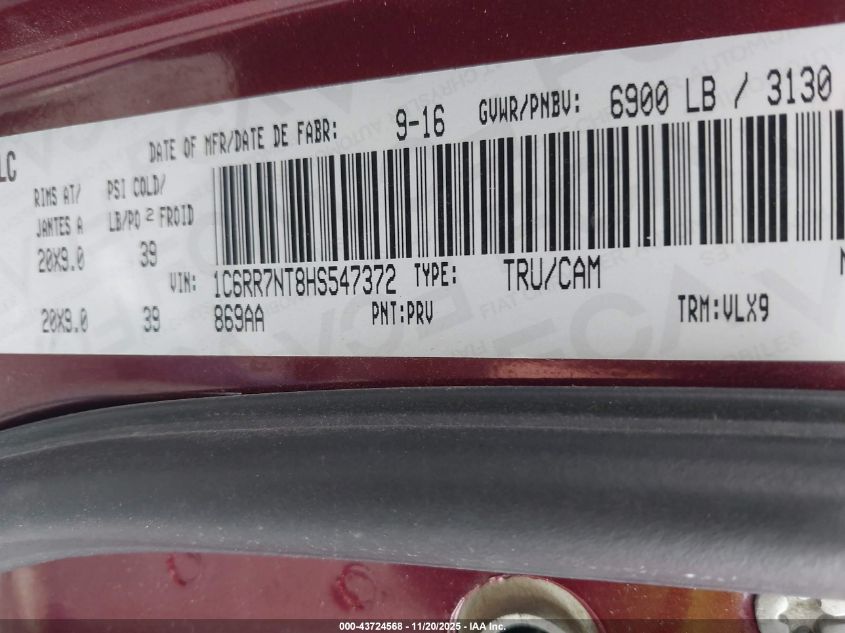 DATE OF MFR/DATE DE FABR: 9-16 GVWR/PNBV: 6900 LB / 3130
LC
RIMS AT/ PSI COLD/
JANTES A LB/PO 2 FROID
20X9.0 39
VIN: 1C6RR7NT8HS547372 TYPE: TRU/CAM
20X9.0 39 869AA PNT:PRV TRM:VLX9
000-43724568 - 11/20/2025 - IAA Inc.